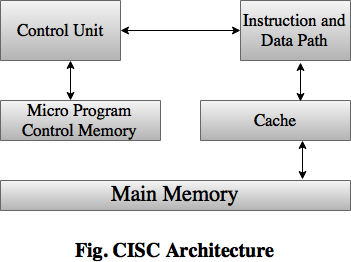 Control Unit
Instruction and
Data Path
Micro Program
Control Memory
Cache
Main Memory
Fig. CISC Architecture